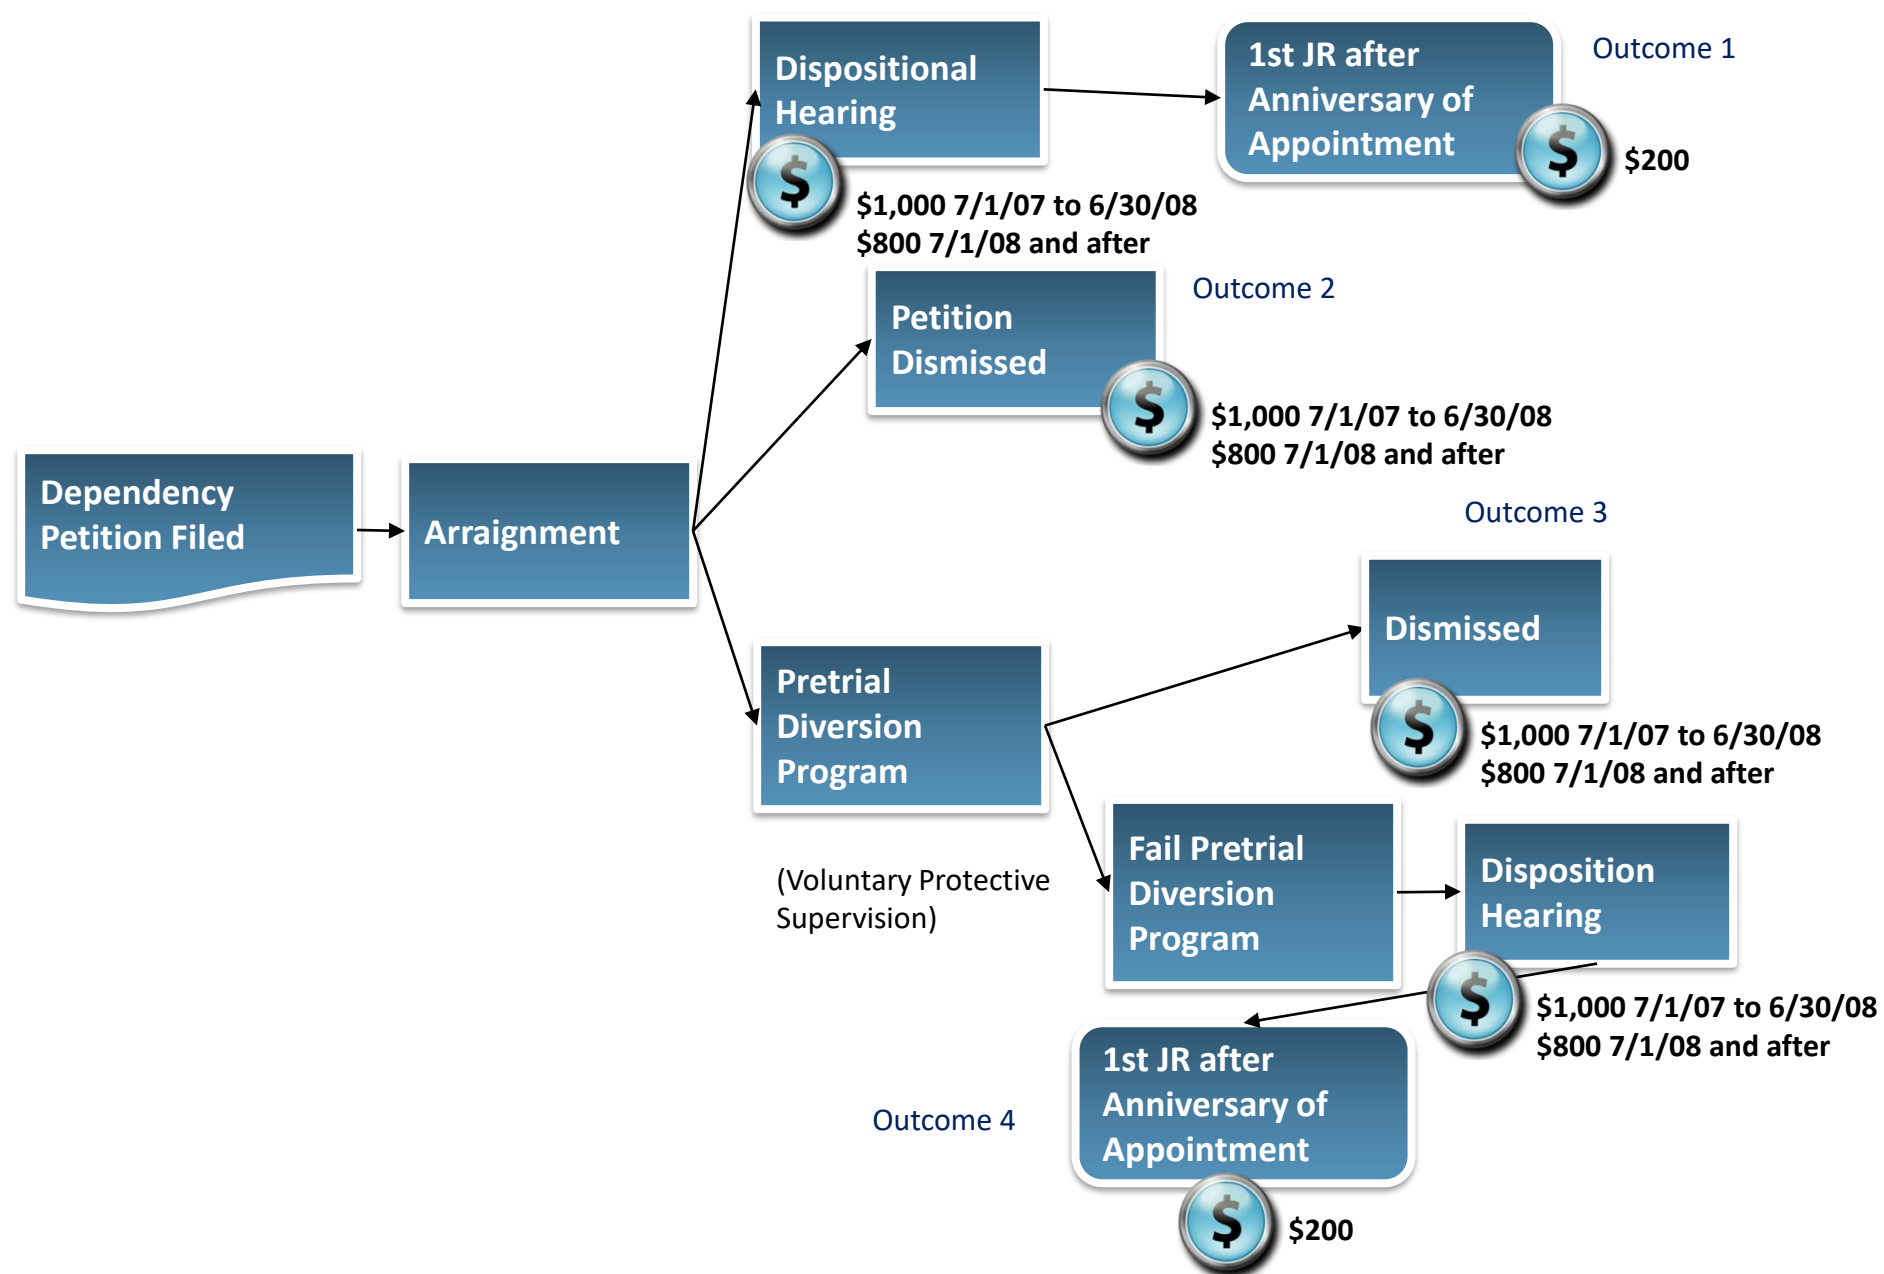 Dispositional
Hearing
$
$1,000 7/1/07 to 6/30/08
$800 7/1/08 and after
1st JR after
Anniversary of
Appointment
$
$200
Outcome 1
Petition
Dismissed
$
Outcome 2
$1,000 7/1/07 to 6/30/08
$800 7/1/08 and after
Dependency
Petition Filed
Arraignment
Outcome 3
Dismissed
$
$1,000 7/1/07 to 6/30/08
$800 7/1/08 and after
Pretrial
Diversion
Program
(Voluntary Protective
Supervision)
Fail Pretrial
Diversion
Program
Disposition
Hearing
$
$1,000 7/1/07 to 6/30/08
$800 7/1/08 and after
Outcome 4
1st JR after
Anniversary of
Appointment
$
$200